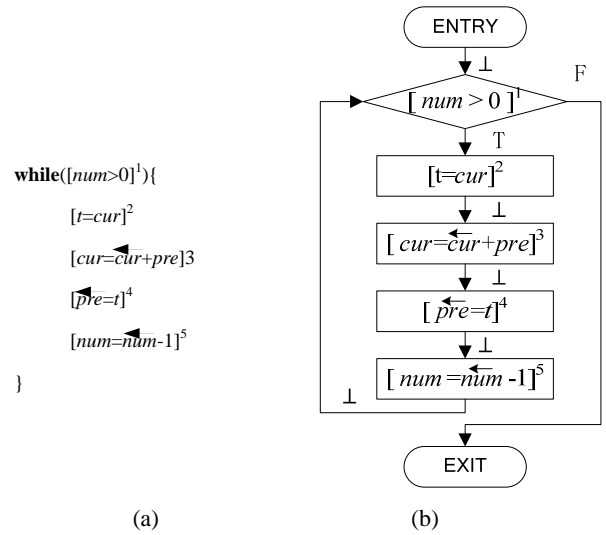 while([num>0]¹){
[t=cur]²
[cur=cur+pre]3
[pre=t]⁴
[num=num-1]⁵
}
(a)
ENTRY
⊥
F
[ num > 0 ]¹
T
[t=cur]²
⊥
[ cur=cur+pre]³
⊥
[ pre=t]⁴
⊥
[ num =num -1]⁵
⊥
EXIT
(b)